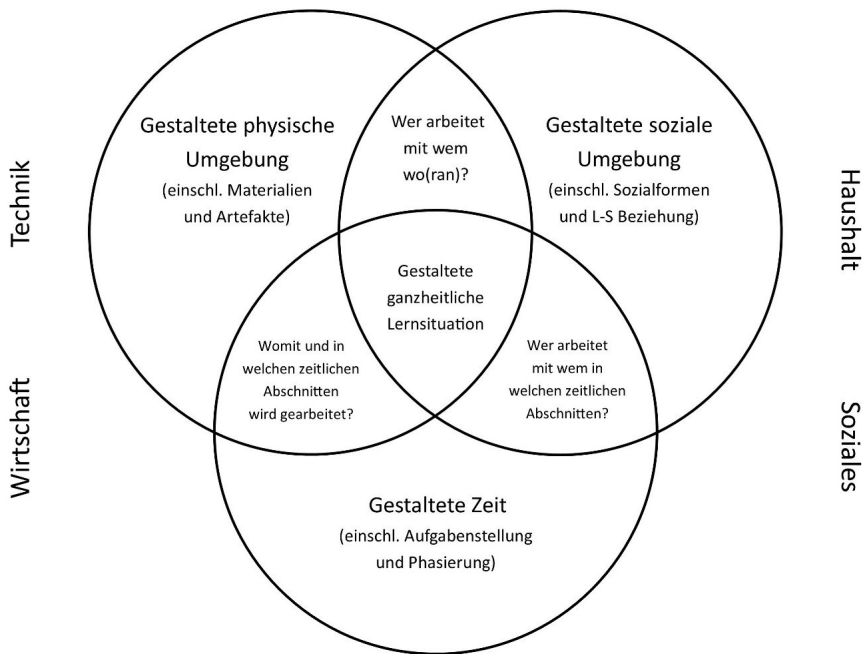 Gestaltete physische
Umgebung
(einschl. Materialien
und Artefakte)
Wer arbeitet
mit wem
wo(ran)?
Gestaltete soziale
Umgebung
(einschl. Sozialformen
und L-S Beziehung)
Technik
Haushalt
Gestaltete
ganzheitliche
Lernsituation
Womit und in
welchen zeitlichen
Abschnitten
wird gearbeitet?
Wer arbeitet
mit wem in
welchen zeitlichen
Abschnitten?
Wirtschaft
Soziales
Gestaltete Zeit
(einschl. Aufgabenstellung
und Phasierung)